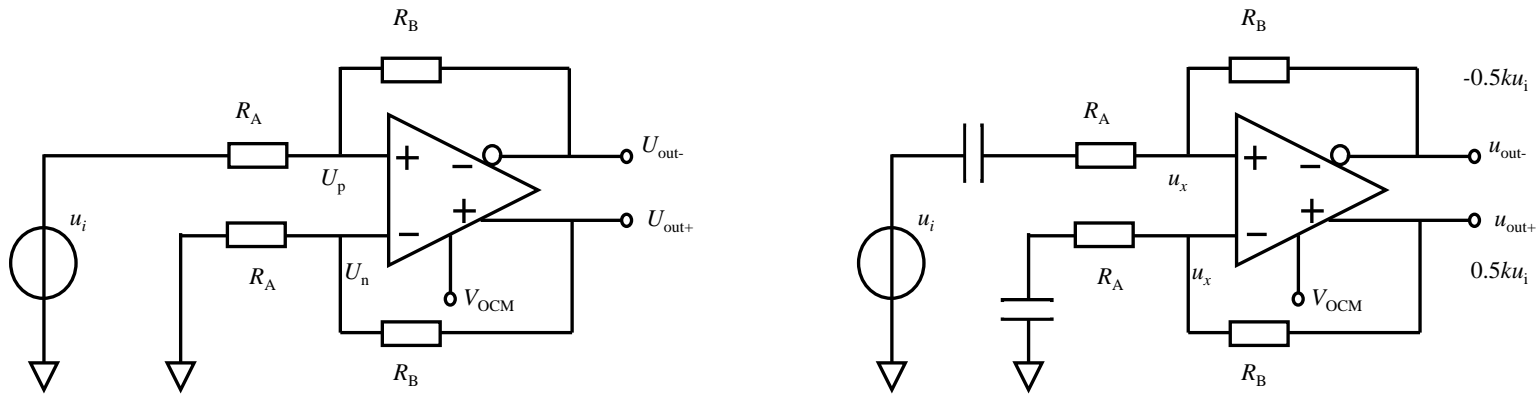 R_B
R_A
U_out-
U_p
u_i
U_out+
U_n
R_A
V_OCM
R_B
R_B
-0.5ku_i
R_A
u_out-
u_x
u_i
u_out+
u_x
R_A
0.5ku_i
V_OCM
R_B